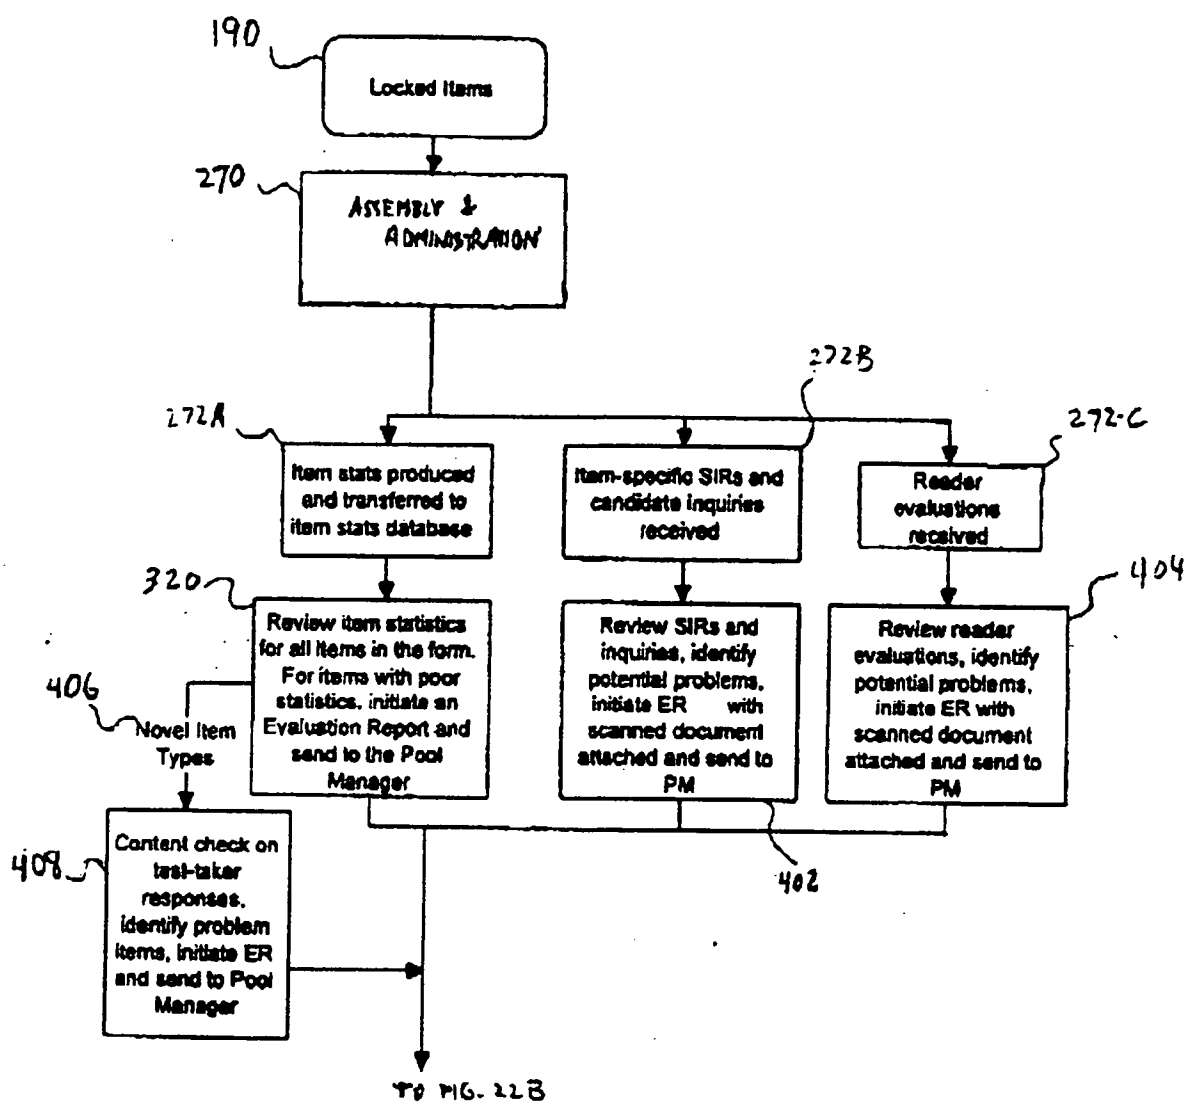 190
Locked Items
270
ASSEMBLY &
ADMINISTRATION
272B
272A
272-C
Item stats produced
and transferred to
item stats database
Item-specific SIRs and
candidate inquiries
received
Reader
evaluations
received
320
404
Review item statistics
for all items in the form.
For items with poor
statistics, initiate an
Evaluation Report and
send to the Pool
Manager
Review SIRs and
inquiries, identify
potential problems,
initiate ER with
scanned document
attached and send to
PM
Review reader
evaluations, identify
potential problems,
initiate ER with
scanned document
attached and send to
PM
406
Novel Item
Types
408
Content check on
test-taker
responses,
identify problem
items, initiate ER
and send to Pool
Manager
402
TO FIG. 22B